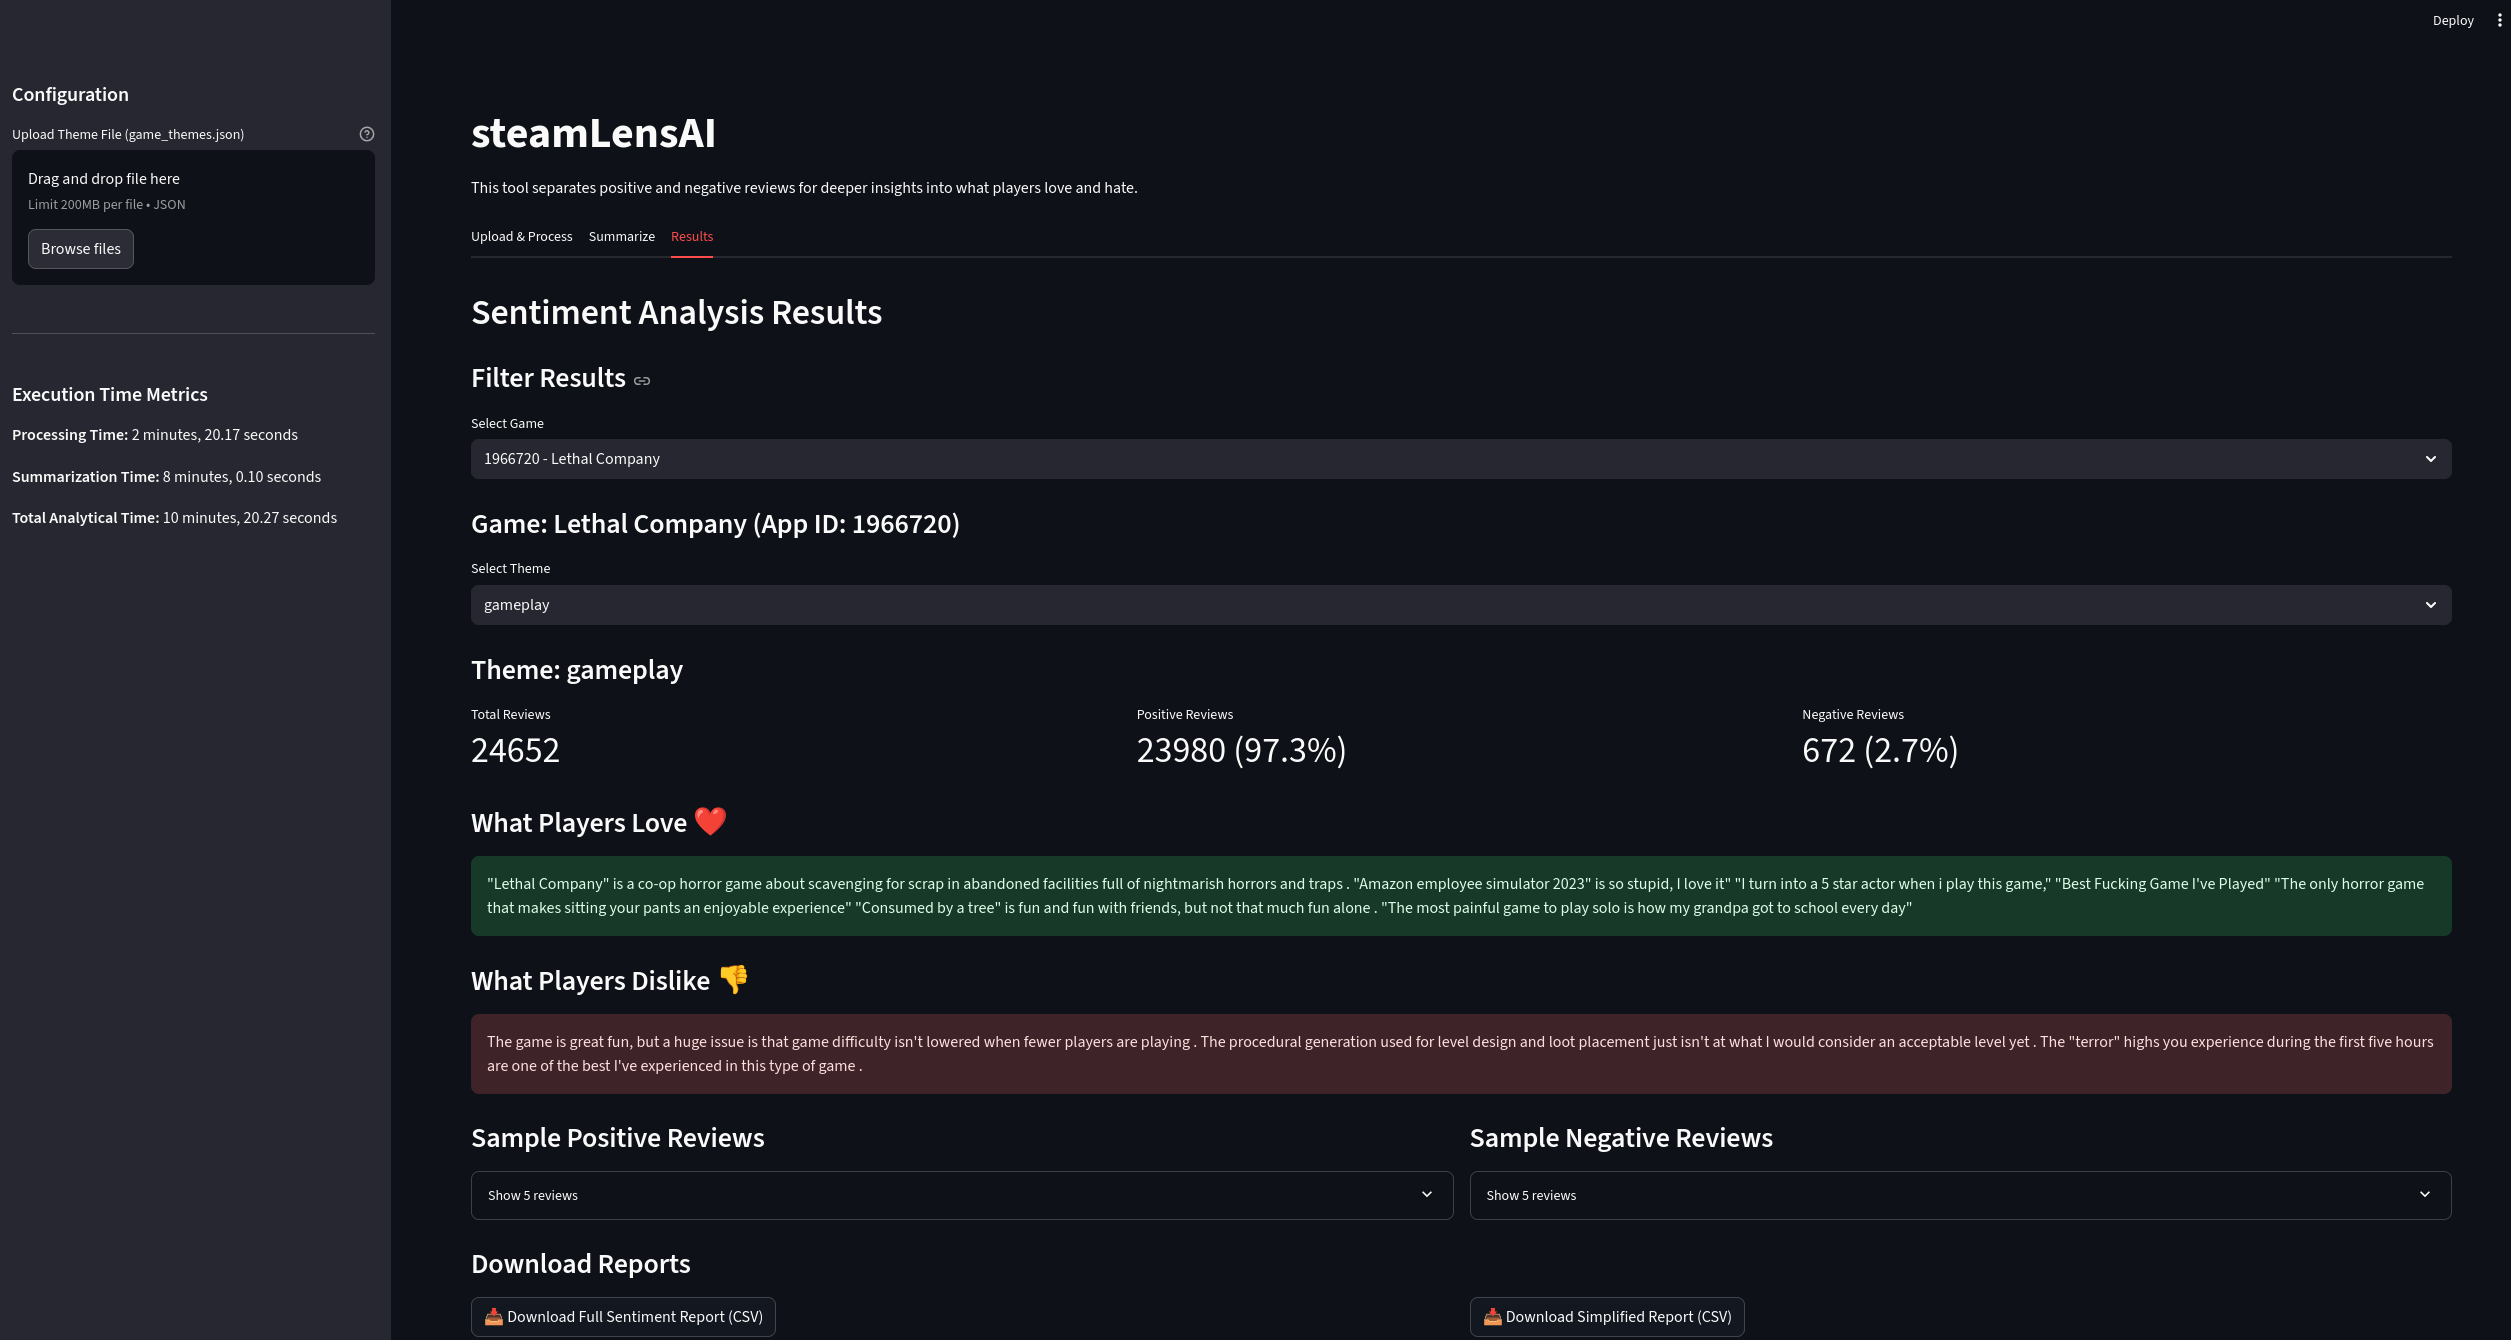 Deploy
Configuration
Upload Theme File (game_themes.json)
Drag and drop file here
Limit 200MB per file • JSON
Browse files
Execution Time Metrics
Processing Time: 2 minutes, 20.17 seconds
Summarization Time: 8 minutes, 0.10 seconds
Total Analytical Time: 10 minutes, 20.27 seconds
steamLensAI
This tool separates positive and negative reviews for deeper insights into what players love and hate.
Upload & Process Summarize Results
Sentiment Analysis Results
Filter Results
Select Game
1966720 - Lethal Company
Game: Lethal Company (App ID: 1966720)
Select Theme
gameplay
Theme: gameplay
Total Reviews Positive Reviews Negative Reviews
24652 23980 (97.3%) 672 (2.7%)
What Players Love ❤️
"Lethal Company" is a co-op horror game about scavenging for scrap in abandoned facilities full of nightmarish horrors and traps . "Amazon employee simulator 2023" is so stupid, I love it" "I turn into a 5 star actor when i play this game," "Best Fucking Game I've Played" "The only horror game
that makes sitting your pants an enjoyable experience" "Consumed by a tree" is fun and fun with friends, but not that much fun alone . "The most painful game to play solo is how my grandpa got to school every day"
What Players Dislike 👎
The game is great fun, but a huge issue is that game difficulty isn't lowered when fewer players are playing . The procedural generation used for level design and loot placement just isn't at what I would consider an acceptable level yet . The "terror" highs you experience during the first five hours
are one of the best I've experienced in this type of game .
Sample Positive Reviews Sample Negative Reviews
Show 5 reviews Show 5 reviews
Download Reports
📥 Download Full Sentiment Report (CSV) 📥 Download Simplified Report (CSV)